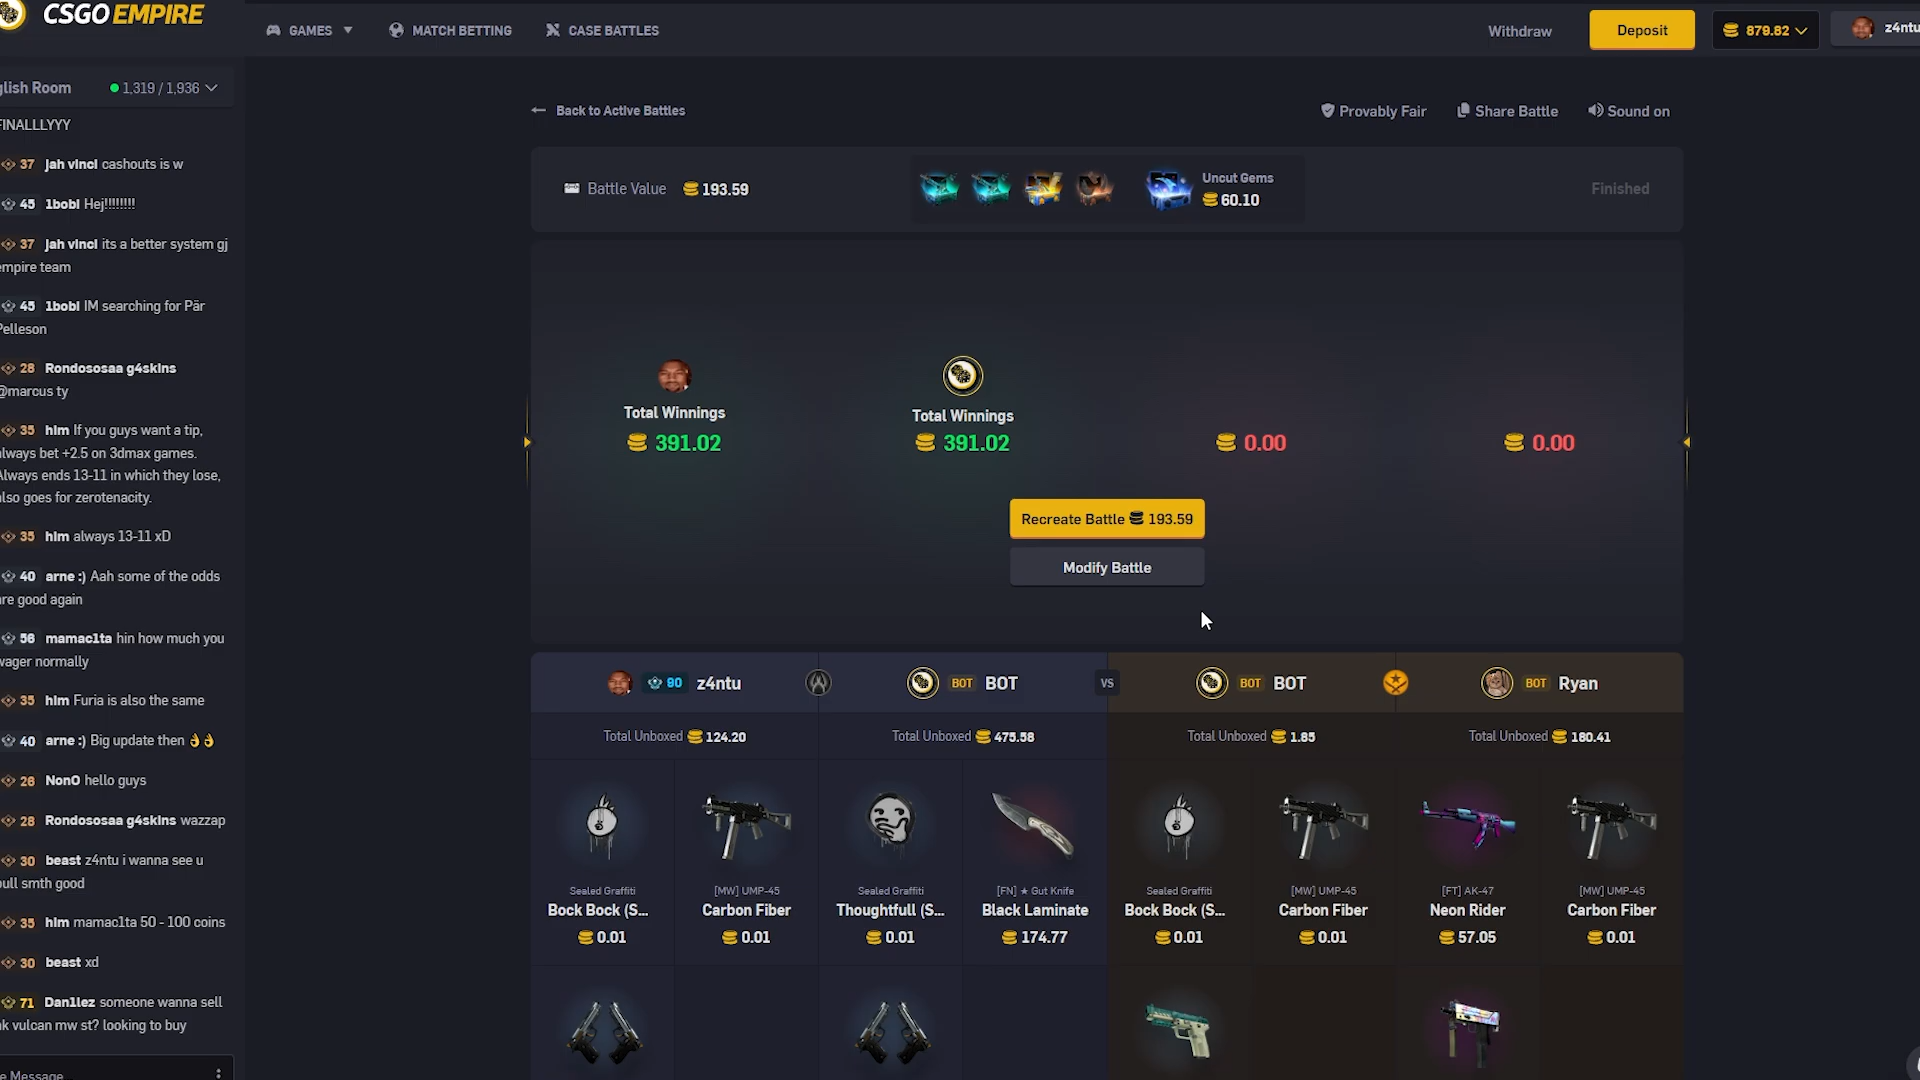 CSGOEMPIRE
GAMES
MATCH BETTING
CASE BATTLES
Withdraw
Deposit
879.82
z4ntu
glish Room
1,319 / 1,936
FINALLLYYY
37 jah vinci cashouts is w
45 1bobi Hej!!!!!!!!
37 jah vinci its a better system gj
empire team
45 1bobi IM searching for Pär
Pelleson
28 Rondososaa g4skins
@marcus ty
35 him If you guys want a tip,
always bet +2.5 on 3dmax games.
Always ends 13-11 in which they lose,
also goes for zerotenacity.
35 him always 13-11 xD
40 arne :) Aah some of the odds
are good again
56 mamac1ta hin how much you
wager normally
35 him Furia is also the same
40 arne :) Big update then 👌👌
26 NonO hello guys
28 Rondososaa g4skins wazzap
30 beast z4ntu i wanna see u
pull smth good
35 him mamac1ta 50 - 100 coins
30 beast xd
71 Dan1lez someone wanna sell
ak vulcan mw st? looking to buy
e Message...
Back to Active Battles
Provably Fair
Share Battle
Sound on
Battle Value 193.59
Uncut Gems
60.10
Finished
Total Winnings
391.02
Total Winnings
391.02
0.00
0.00
Recreate Battle 193.59
Modify Battle
90 z4ntu
BOT BOT
VS
BOT BOT
BOT Ryan
Total Unboxed 124.20
Total Unboxed 475.58
Total Unboxed 1.85
Total Unboxed 180.41
Sealed Graffiti
Bock Bock (S...
0.01
[MW] UMP-45
Carbon Fiber
0.01
Sealed Graffiti
Thoughtfull (S...
0.01
[FN] ★ Gut Knife
Black Laminate
174.77
Sealed Graffiti
Bock Bock (S...
0.01
[MW] UMP-45
Carbon Fiber
0.01
[FT] AK-47
Neon Rider
57.05
[MW] UMP-45
Carbon Fiber
0.01